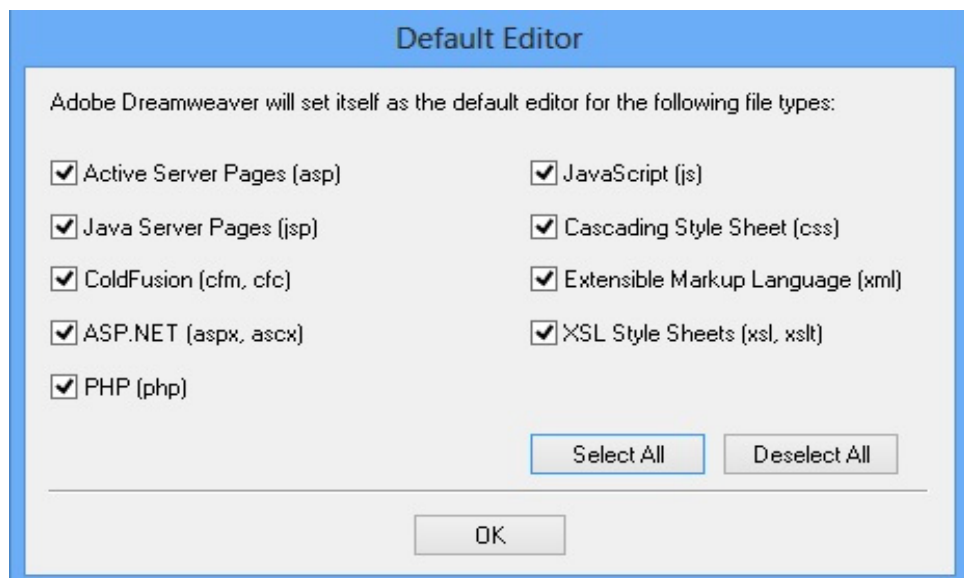 Default Editor
Adobe Dreamweaver will set itself as the default editor for the following file types:
Active Server Pages (asp)
JavaScript (js)
Java Server Pages (jsp)
Cascading Style Sheet (css)
ColdFusion (cfm, cfc)
Extensible Markup Language (xml)
ASP.NET (aspx, ascx)
XSL Style Sheets (xsl, xslt)
PHP (php)
Select All
Deselect All
OK